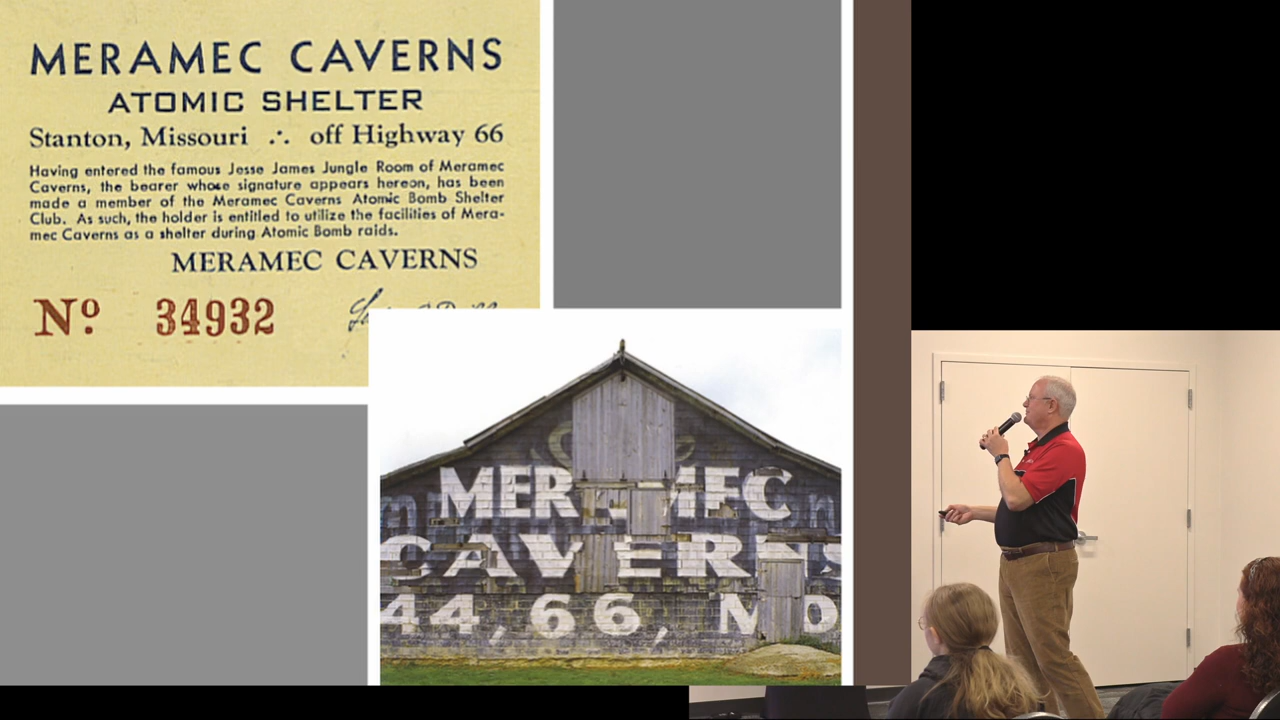 MERAMEC CAVERNS
ATOMIC SHELTER
Stanton, Missouri ∴ off Highway 66
Having entered the famous Jesse James Jungle Room of Meramec
Caverns, the bearer whose signature appears hereon, has been
made a member of the Meramec Caverns Atomic Bomb Shelter
Club. As such, the holder is entitled to utilize the facilities of Mera-
mec Caverns as a shelter during Atomic Bomb raids.
MERAMEC CAVERNS
Nº 34932
CAVERNS
44, 66, MO